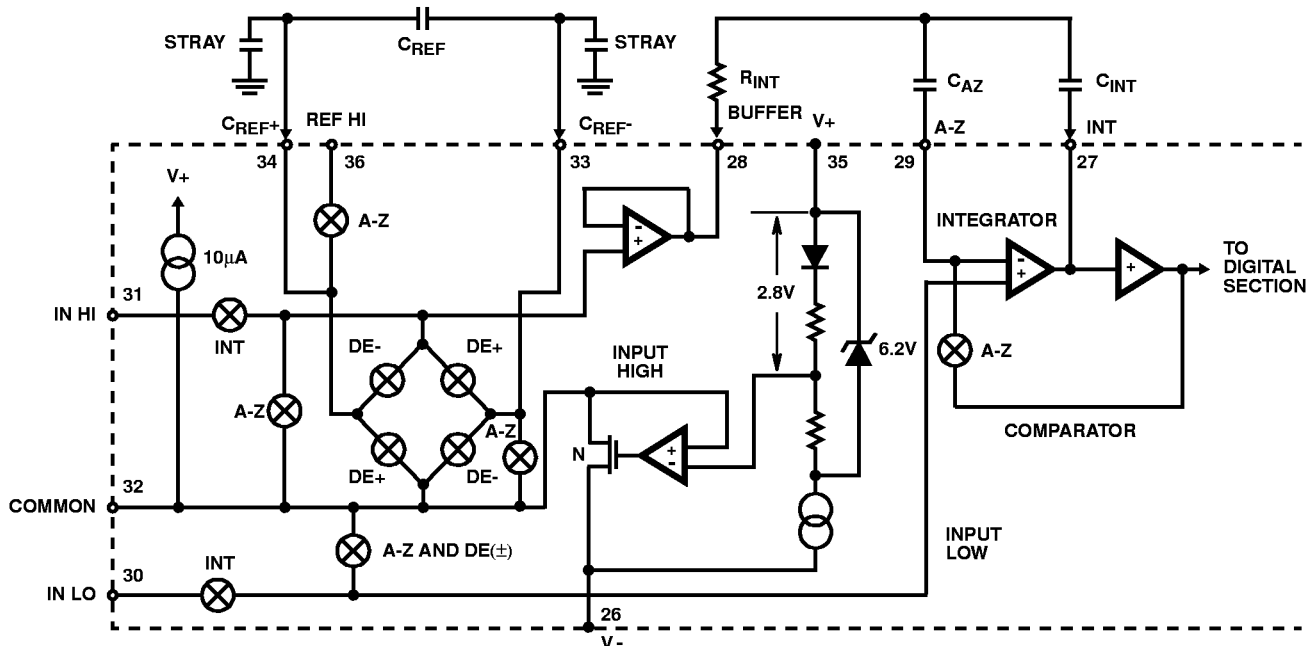 STRAY
CREF
STRAY
RINT
CAZ
CINT
CREF+
REF HI
CREF-
BUFFER
V+
A-Z
INT
34
36
33
28
35
29
27
V+
A-Z
10µA
-
+
INTEGRATOR
-
+
+
TO
DIGITAL
SECTION
31
IN HI
INT
2.8V
DE-
DE+
INPUT
HIGH
6.2V
A-Z
A-Z
A-Z
COMPARATOR
N
+
-
DE+
DE-
32
COMMON
A-Z AND DE(±)
INPUT
LOW
INT
30
IN LO
26
V-